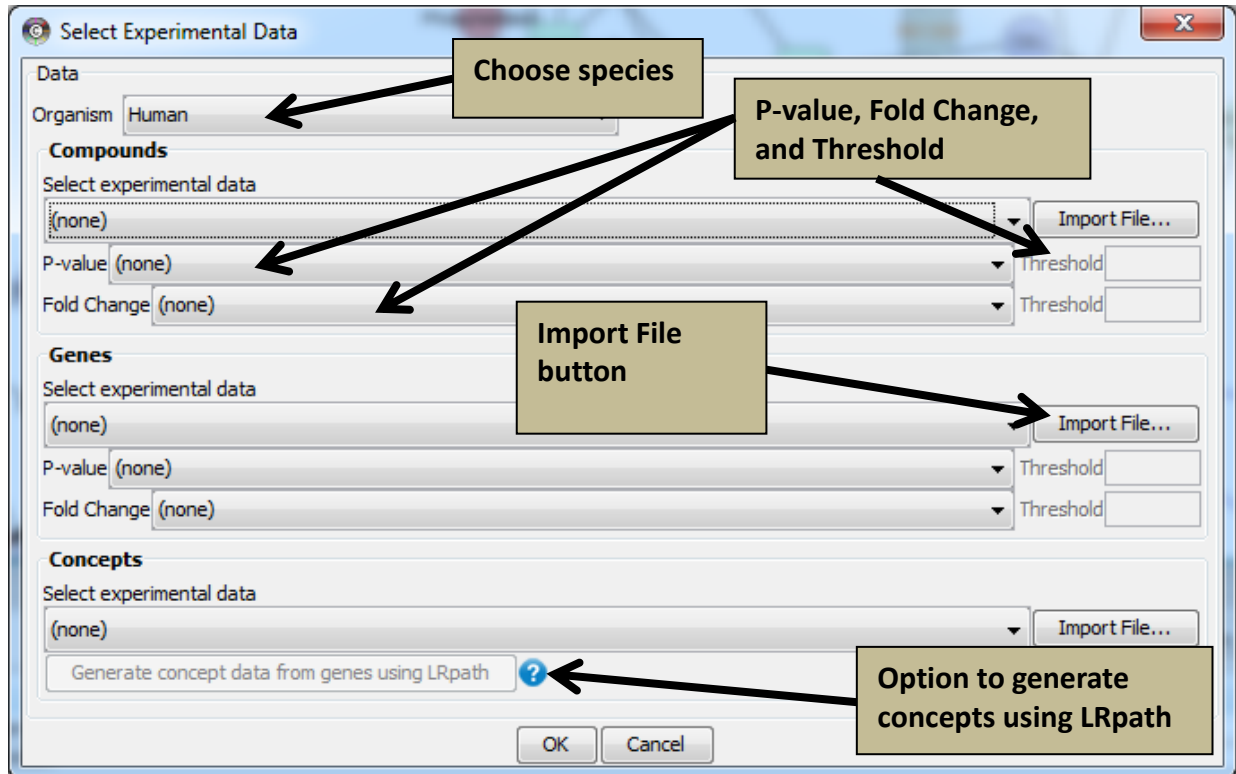 Select Experimental Data
Choose species
Data
Organism Human
P-value, Fold Change,
and Threshold
Compounds
Select experimental data
(none) Import File...
P-value (none) Threshold
Fold Change (none) Threshold
Import File
button
Genes
Select experimental data
(none) Import File...
P-value (none) Threshold
Fold Change (none) Threshold
Concepts
Select experimental data
(none) Import File...
Generate concept data from genes using LRpath ?
Option to generate
concepts using LRpath
OK Cancel